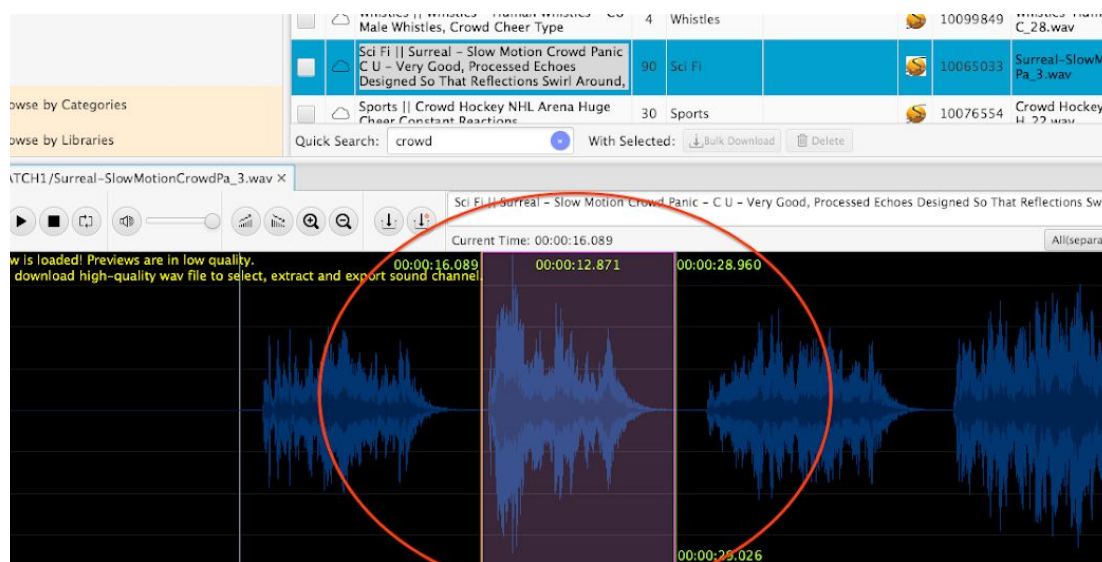 Male Whistles, Crowd Cheer Type
4
Whistles
10099849
C_28.wav
Sci Fi || Surreal - Slow Motion Crowd Panic
C U - Very Good, Processed Echoes
Designed So That Reflections Swirl Around,
90
Sci Fi
10065033
Surreal-SlowM
Pa_3.wav
Sports || Crowd Hockey NHL Arena Huge
Cheer Constant Reactions
30
Sports
10076554
Crowd Hockey
H_22.wav
owse by Categories
owse by Libraries
Quick Search:
crowd
With Selected:
Bulk Download
Delete
ATCH1/Surreal-SlowMotionCrowdPa_3.wav
Sci Fi || Surreal - Slow Motion Crowd Panic - C U - Very Good, Processed Echoes Designed So That Reflections Sw
Current Time: 00:00:16.089
All(separa
w is loaded! Previews are in low quality.
download high-quality wav file to select, extract and export sound channel.
00:00:16.089
00:00:12.871
00:00:28.960
00:00:29.026